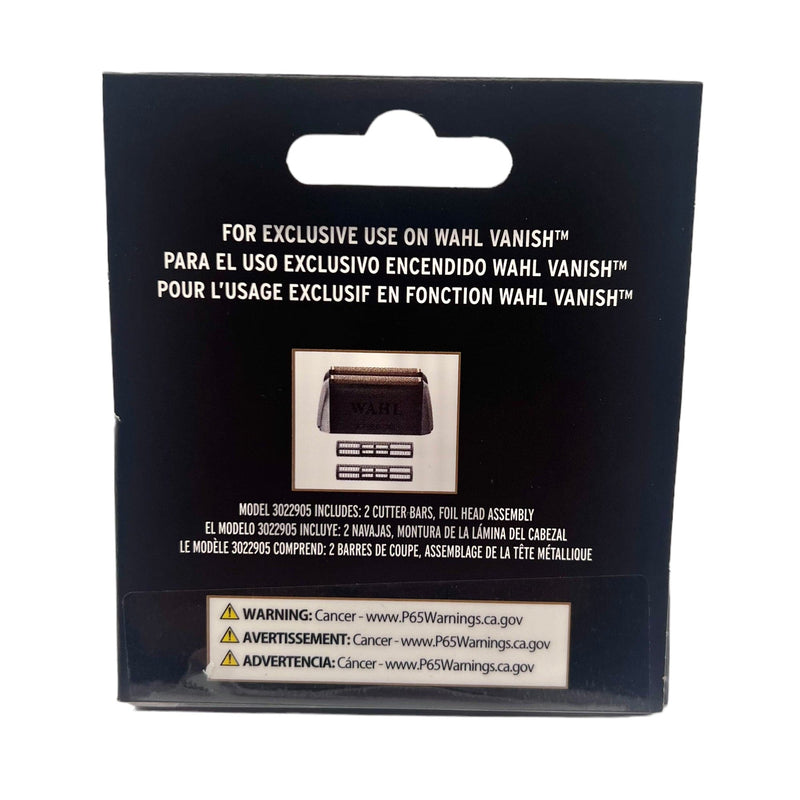 FOR EXCLUSIVE USE ON WAHL VANISH™
PARA EL USO EXCLUSIVO ENCENDIDO WAHL VANISH™
POUR L'USAGE EXCLUSIF EN FONCTION WAHL VANISH™
WAHL
MODEL 3022905 INCLUDES: 2 CUTTER BARS, FOIL HEAD ASSEMBLY
EL MODELO 3022905 INCLUYE: 2 NAVAJAS, MONTURA DE LA LÁMINA DEL CABEZAL
LE MODÈLE 3022905 COMPREND: 2 BARRES DE COUPE, ASSEMBLAGE DE LA TÊTE MÉTALLIQUE
WARNING: Cancer - www.P65Warnings.ca.gov
AVERTISSEMENT: Cancer - www.P65Warnings.ca.gov
ADVERTENCIA: Cáncer - www.P65Warnings.ca.gov